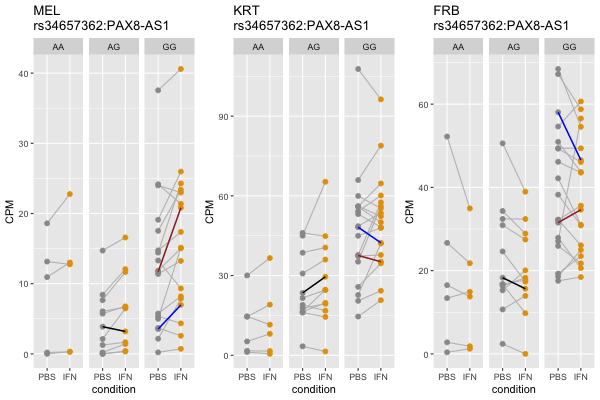 MEL
rs34657362:PAX8-AS1
AA AG GG
CPM
40
30
20
10
0
PBS IFN PBS IFN PBS IFN
condition
KRT
rs34657362:PAX8-AS1
AA AG GG
CPM
90
60
30
0
PBS IFN PBS IFN PBS IFN
condition
FRB
rs34657362:PAX8-AS1
AA AG GG
CPM
60
40
20
0
PBS IFN PBS IFN PBS IFN
condition